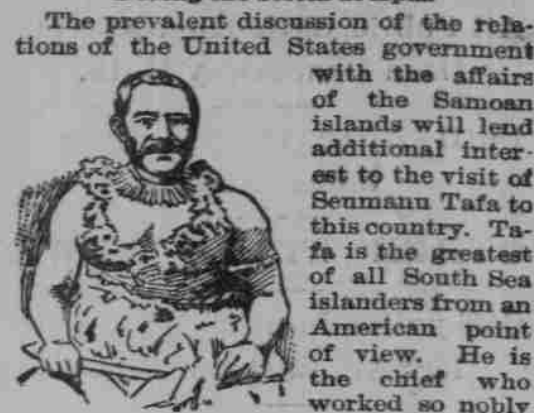 The prevalent discussion of the rela-
tions of the United States government
with the affairs
of the Samoan
islands will lend
additional inter-
est to the visit of
Seumann Tafa to
this country. Ta-
fa is the greatest
of all South Sea
islanders from an
American point
of view. He is
the chief who
worked so nobly